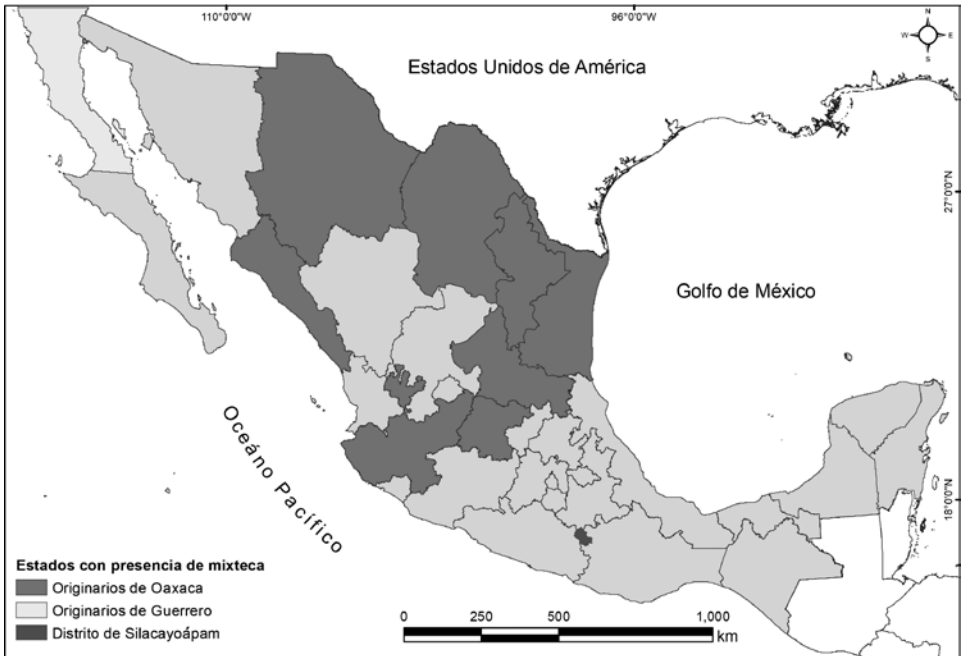 110°0'0"W
96°0'0"W
N
W
E
S
Estados Unidos de América
27°0'0"N
Golfo de México
Oceáno Pacífico
18°0'0"N
Estados con presencia de mixteca
Originarios de Oaxaca
Originarios de Guerrero
Distrito de Silacayoápam
0
250
500
1,000
km